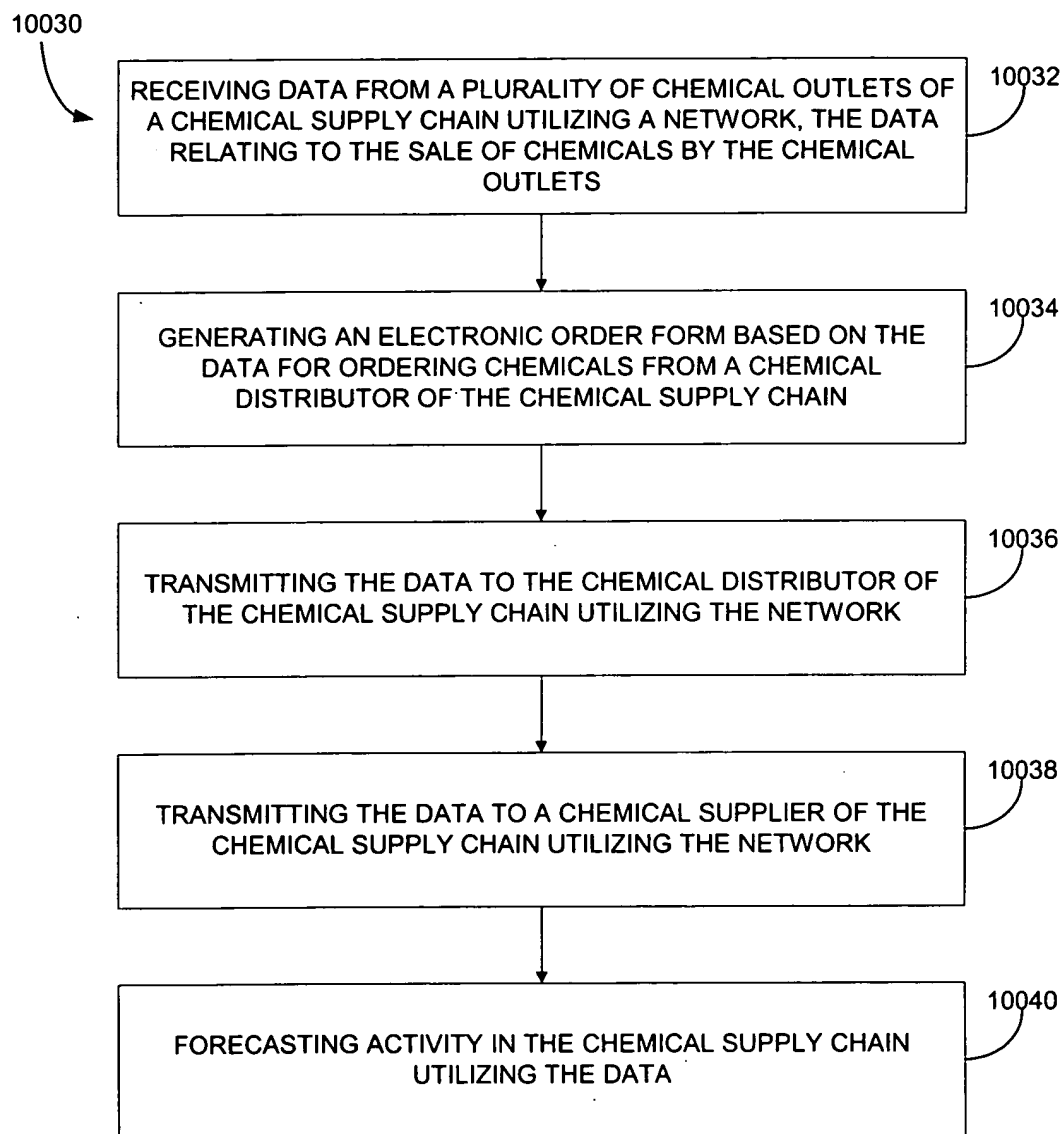 10030
RECEIVING DATA FROM A PLURALITY OF CHEMICAL OUTLETS OF
A CHEMICAL SUPPLY CHAIN UTILIZING A NETWORK, THE DATA
RELATING TO THE SALE OF CHEMICALS BY THE CHEMICAL
OUTLETS
10032
GENERATING AN ELECTRONIC ORDER FORM BASED ON THE
DATA FOR ORDERING CHEMICALS FROM A CHEMICAL
DISTRIBUTOR OF THE CHEMICAL SUPPLY CHAIN
10034
TRANSMITTING THE DATA TO THE CHEMICAL DISTRIBUTOR OF
THE CHEMICAL SUPPLY CHAIN UTILIZING THE NETWORK
10036
TRANSMITTING THE DATA TO A CHEMICAL SUPPLIER OF THE
CHEMICAL SUPPLY CHAIN UTILIZING THE NETWORK
10038
FORECASTING ACTIVITY IN THE CHEMICAL SUPPLY CHAIN
UTILIZING THE DATA
10040